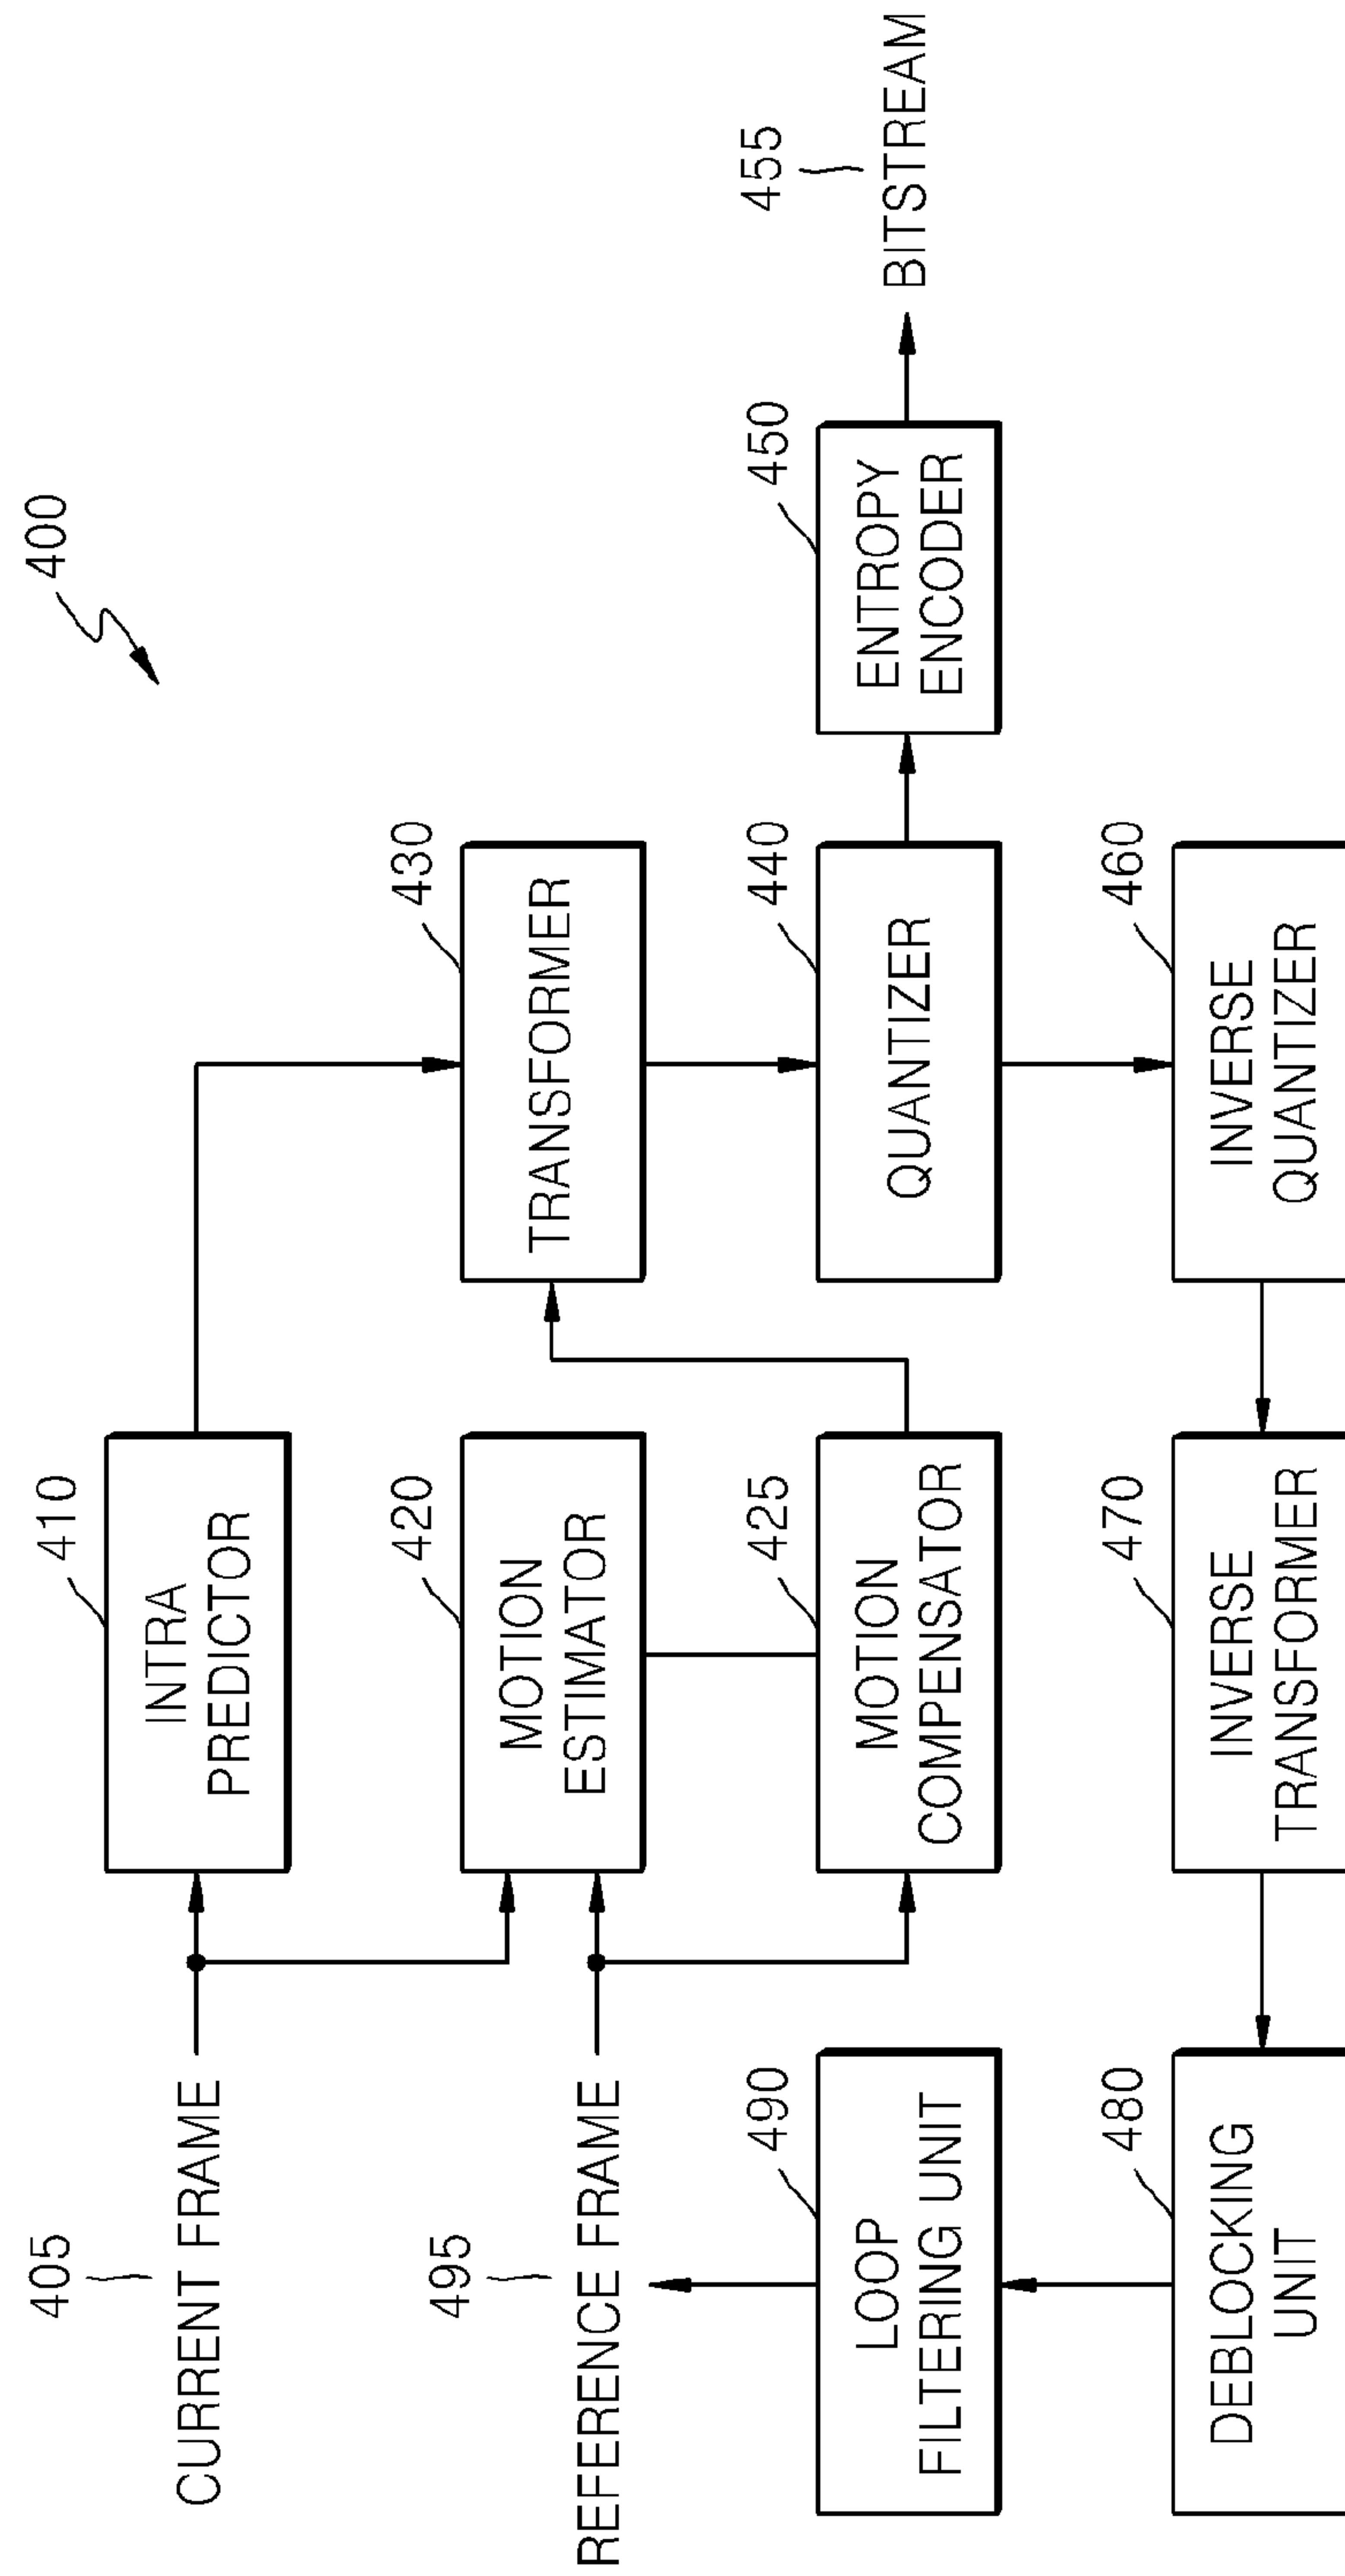 400
405
CURRENT FRAME
410
INTRA
PREDICTOR
495
REFERENCE FRAME
420
MOTION
ESTIMATOR
430
TRANSFORMER
490
LOOP
FILTERING UNIT
425
MOTION
COMPENSATOR
440
QUANTIZER
450
ENTROPY
ENCODER
455
BITSTREAM
480
DEBLOCKING
UNIT
470
INVERSE
TRANSFORMER
460
INVERSE
QUANTIZER